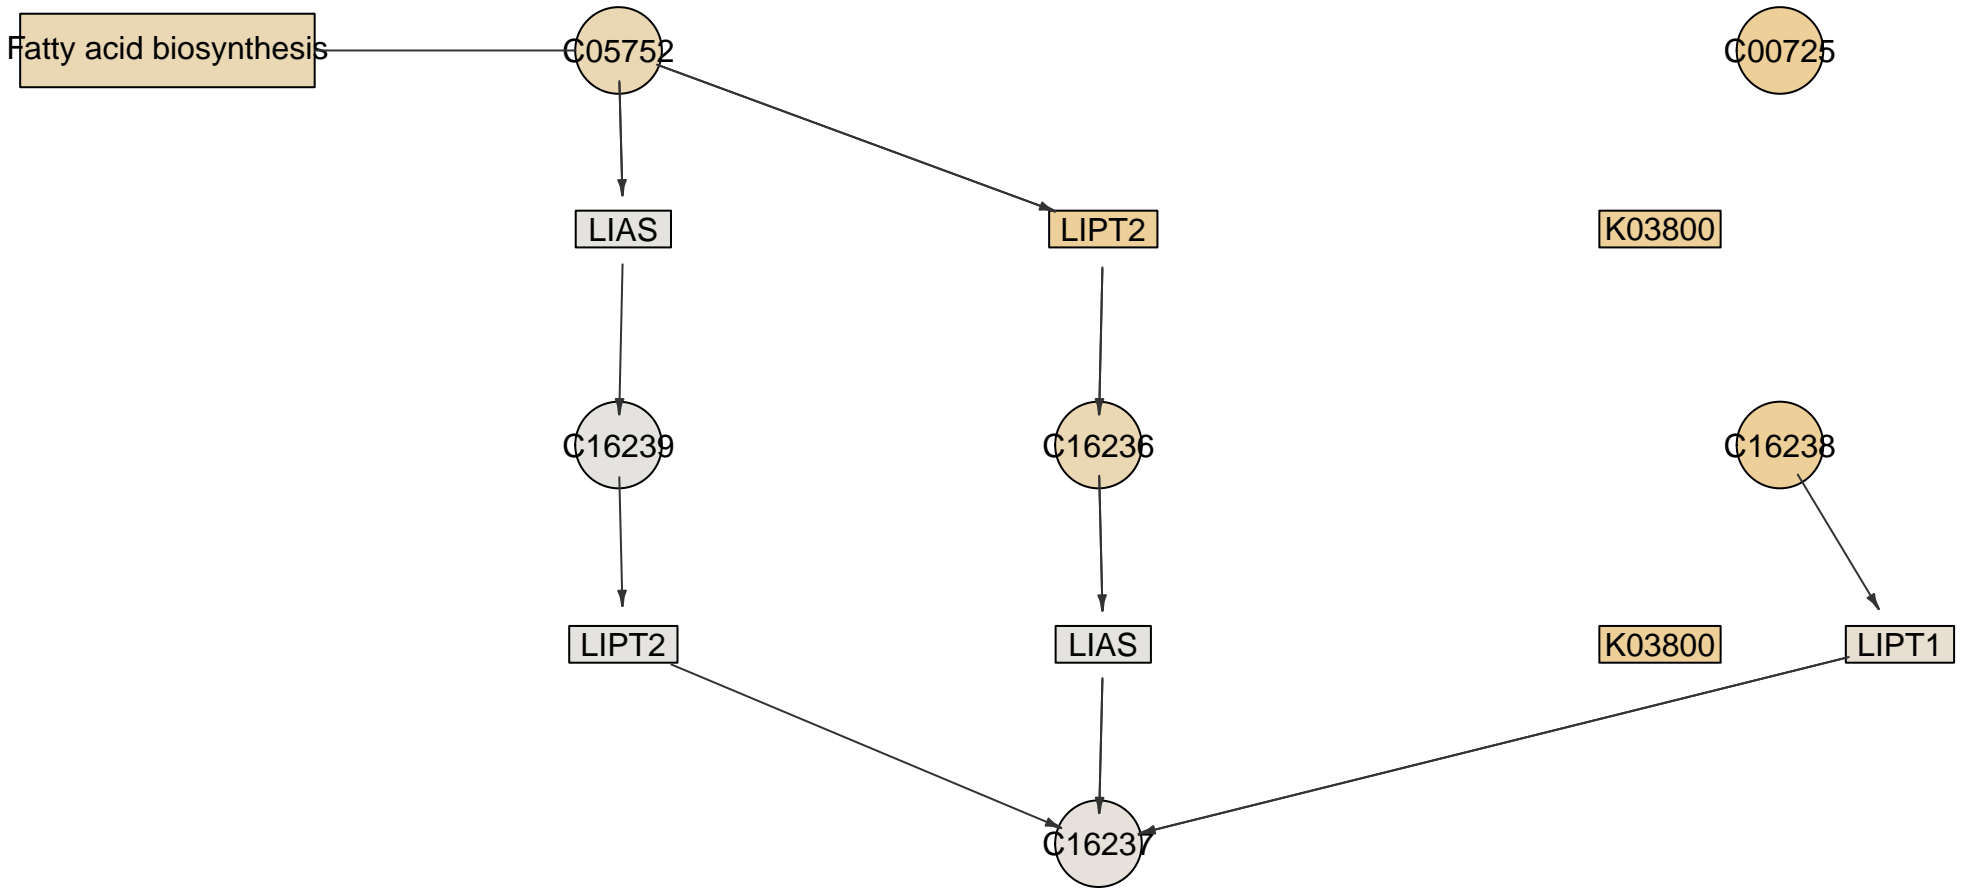 Fatty acid biosynthesis
C05752
C00725
LIAS
LIPT2
K03800
C16239
C16236
C16238
LIPT2
LIAS
K03800
LIPT1
C16237